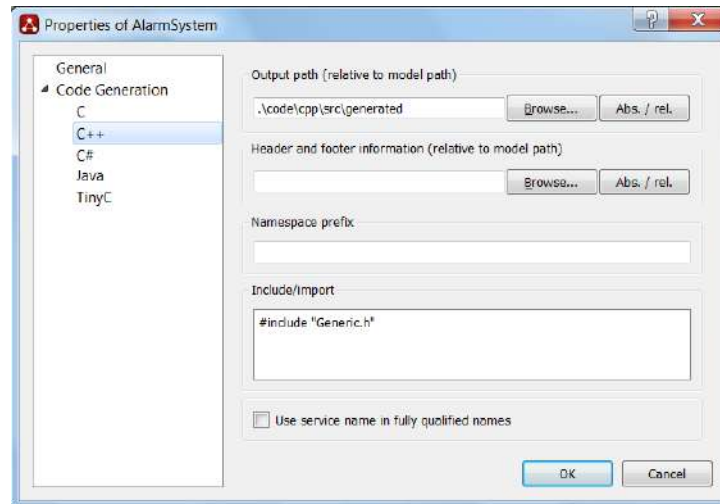 Properties of AlarmSystem
General
Code Generation
C
C++
C#
Java
TinyC
Output path (relative to model path)
.\code\cpp\src\generated
Browse...
Abs. / rel.
Header and footer information (relative to model path)
Browse...
Abs. / rel.
Namespace prefix
Include/Import
#include "Generic.h"
Use service name in fully qualified names
OK
Cancel